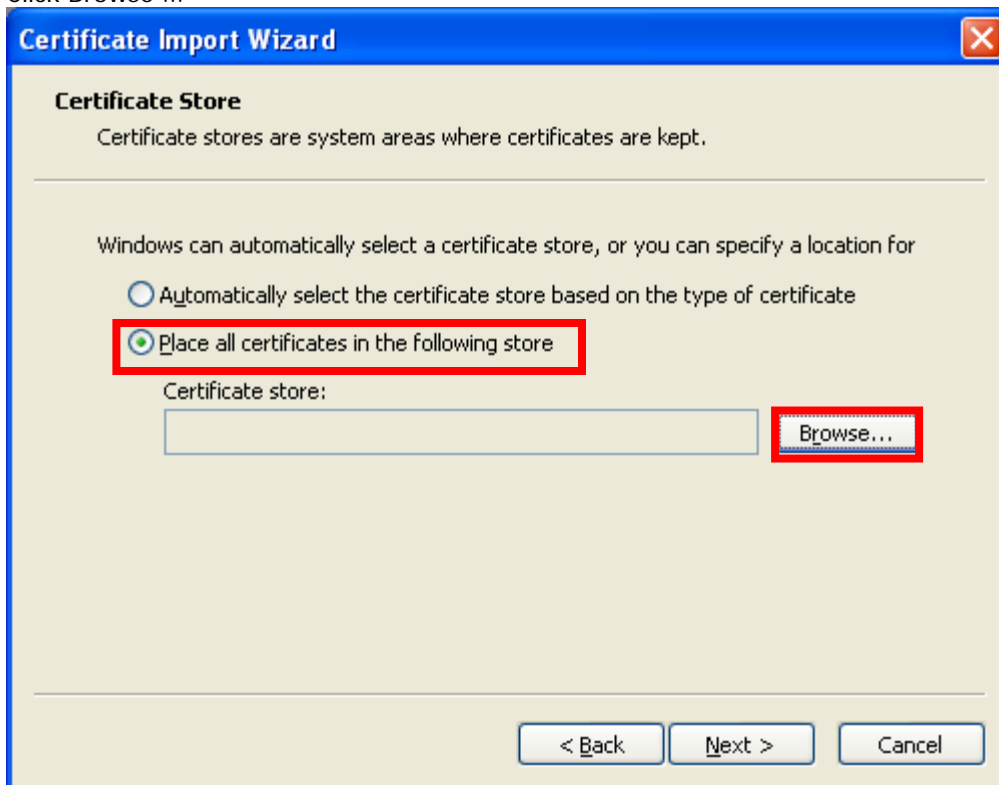 Click Browse ...
Certificate Import Wizard
Certificate Store
Certificate stores are system areas where certificates are kept.
Windows can automatically select a certificate store, or you can specify a location for
Automatically select the certificate store based on the type of certificate
Place all certificates in the following store
Certificate store:
Browse...
< Back Next > Cancel